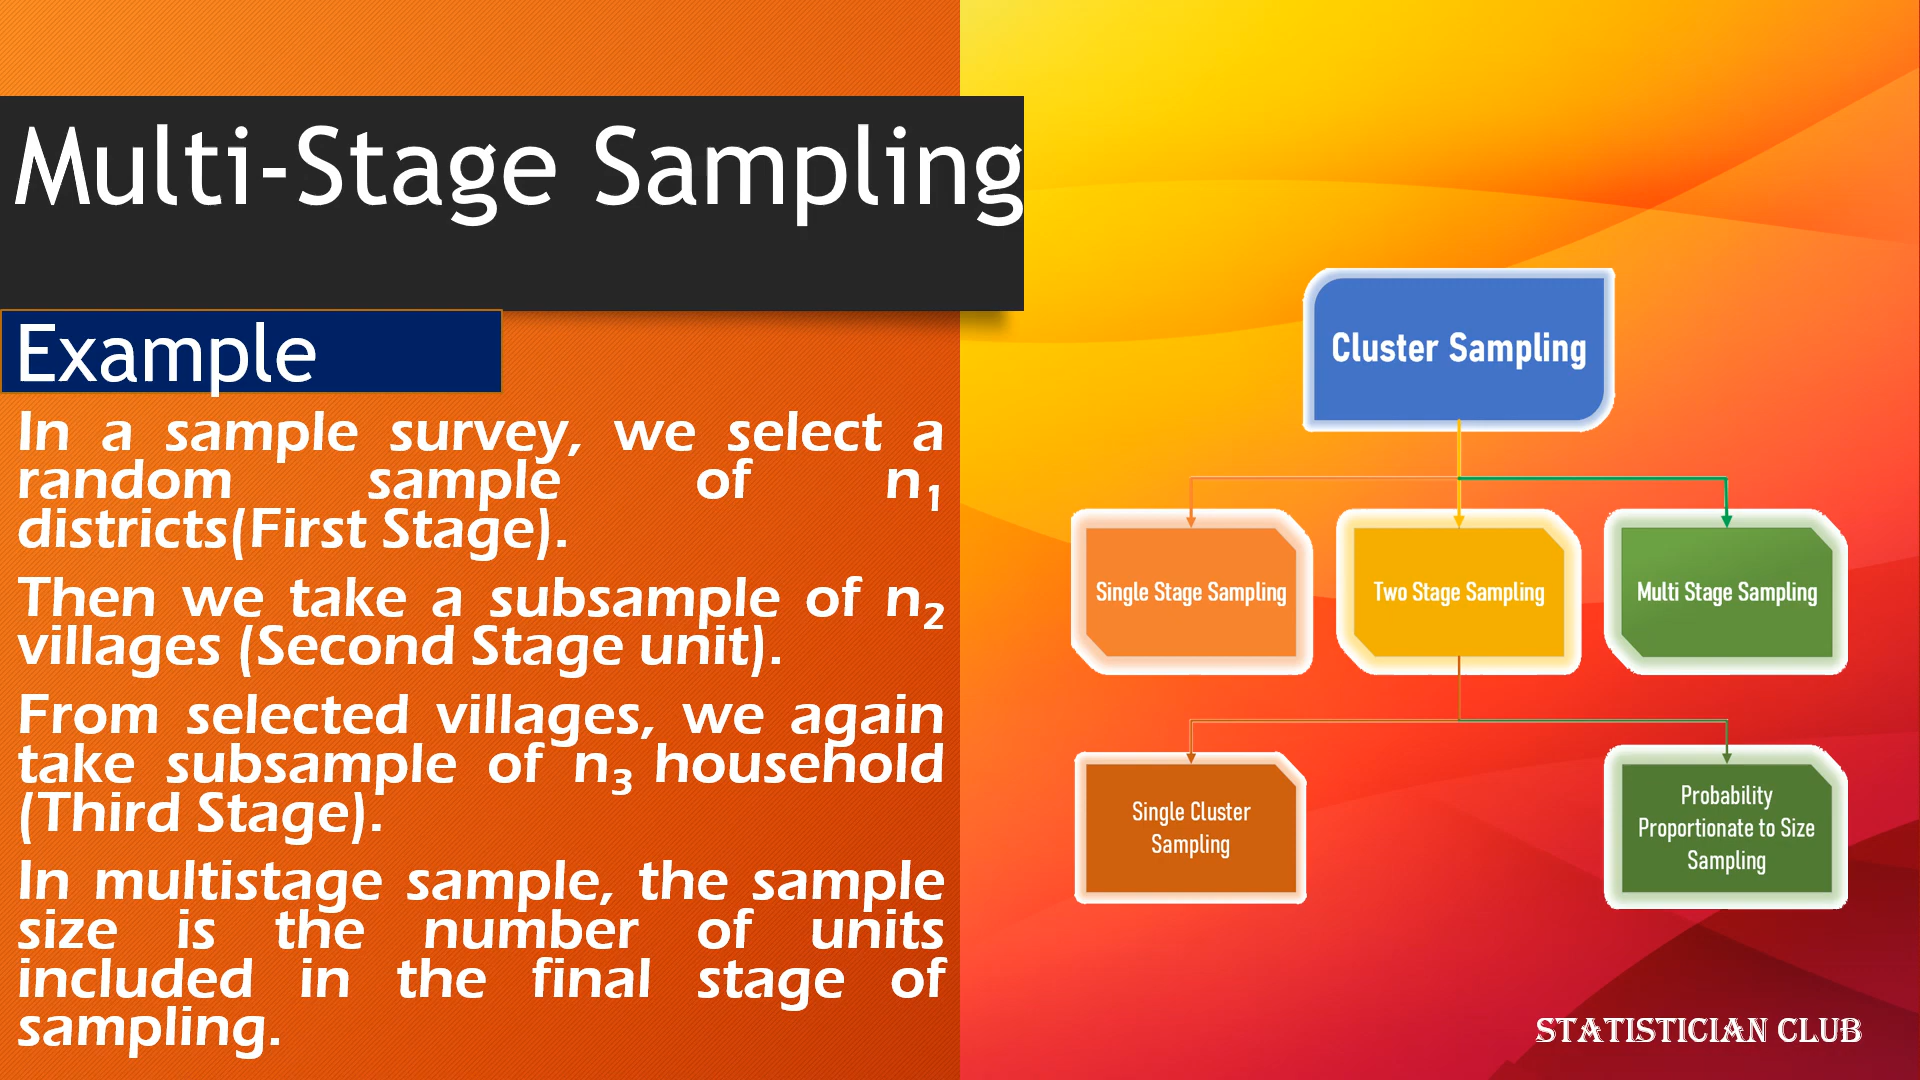 Multi-Stage Sampling
Example
In a sample survey, we select a
random sample of n₁
districts(First Stage).
Then we take a subsample of n₂
villages (Second Stage unit).
From selected villages, we again
take subsample of n₃ household
(Third Stage).
In multistage sample, the sample
size is the number of units
included in the final stage of
sampling.
Cluster Sampling
Single Stage Sampling
Two Stage Sampling
Multi Stage Sampling
Single Cluster
Sampling
Probability
Proportionate to Size
Sampling
STATISTICIAN CLUB